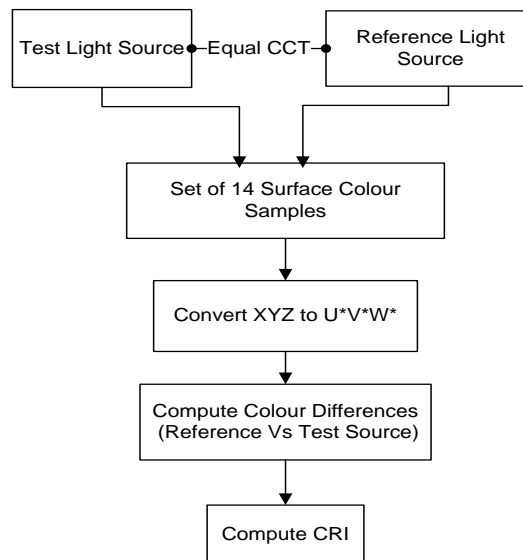 Test Light Source
Equal CCT
Reference Light
Source
Set of 14 Surface Colour
Samples
Convert XYZ to U*V*W*
Compute Colour Differences
(Reference Vs Test Source)
Compute CRI